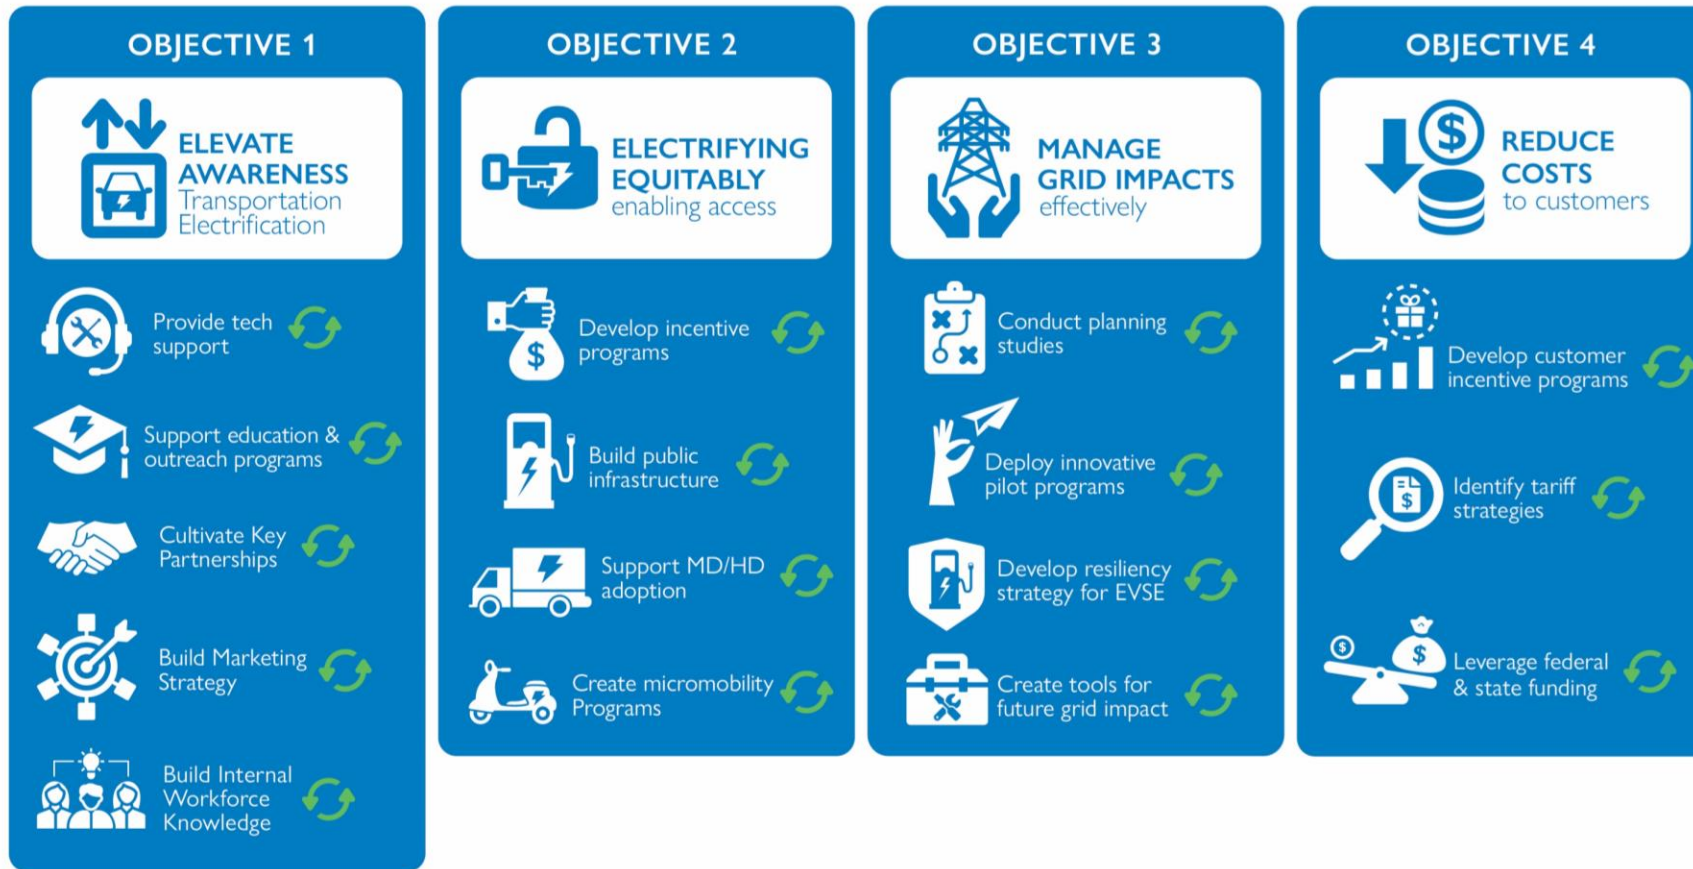 OBJECTIVE 1
ELEVATE
AWARENESS
Transportation
Electrification
Provide tech
support
Support education &
outreach programs
Cultivate Key
Partnerships
Build Marketing
Strategy
Build Internal
Workforce
Knowledge
OBJECTIVE 2
ELECTRIFYING
EQUITABLY
enabling access
$
Develop incentive
programs
Build public
infrastructure
Support MD/HD
adoption
Create micromobility
Programs
OBJECTIVE 3
MANAGE
GRID IMPACTS
effectively
Conduct planning
studies
Deploy innovative
pilot programs
Develop resiliency
strategy for EVSE
Create tools for
future grid impact
OBJECTIVE 4
$
REDUCE
COSTS
to customers
Develop customer
incentive programs
$
Identify tariff
strategies
$
$
Leverage federal
& state funding